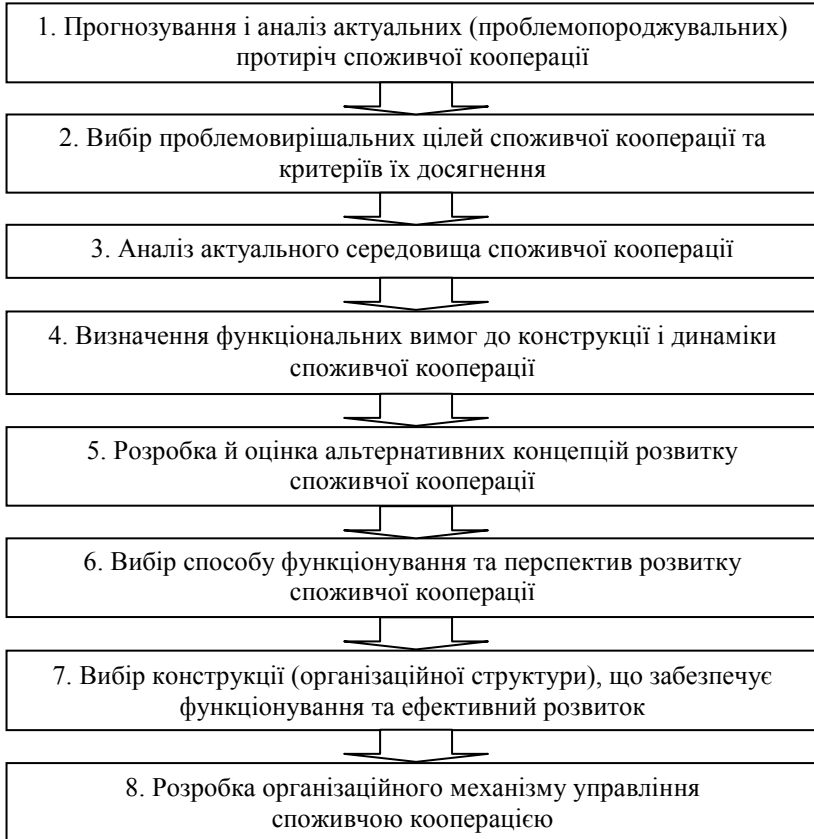 1. Прогнозування і аналіз актуальних (проблемопороджувальних)
протиріч споживчої кооперації
2. Вибір проблемовирішальних цілей споживчої кооперації та
критеріїв їх досягнення
3. Аналіз актуального середовища споживчої кооперації
4. Визначення функціональних вимог до конструкції і динаміки
споживчої кооперації
5. Розробка й оцінка альтернативних концепцій розвитку
споживчої кооперації
6. Вибір способу функціонування та перспектив розвитку
споживчої кооперації
7. Вибір конструкції (організаційної структури), що забезпечує
функціонування та ефективний розвиток
8. Розробка організаційного механізму управління
споживчою кооперацією